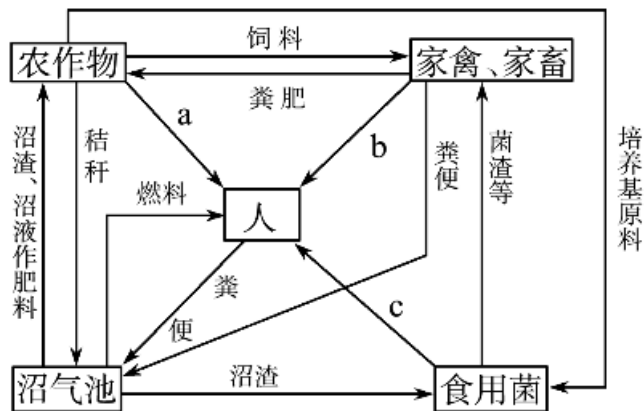 饲料
农作物
家禽、家畜
粪肥
a
b
秸秆
粪便
菌渣等
培养基原料
沼渣、沼液作肥料
燃料
人
粪便
c
沼气池
沼渣
食用菌